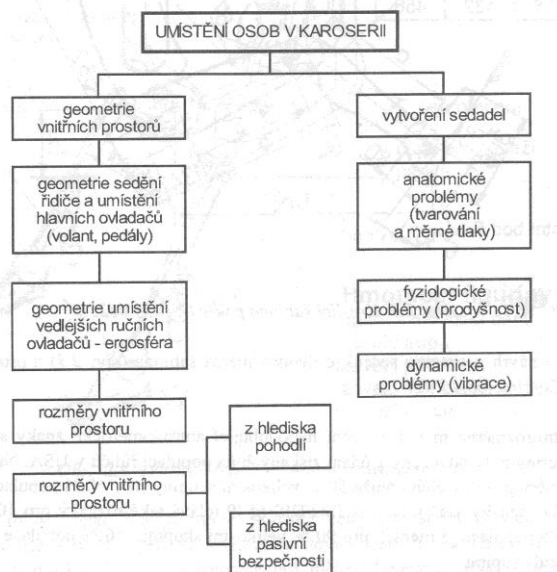 UMÍSTĚNÍ OSOB V KAROSERII
geometrie
vnitřních prostorů
vytvoření sedadel
geometrie sedění
řidiče a umístění
hlavních ovladačů
(volant, pedály)
anatomické
problémy
(tvarování
a měrné tlaky)
geometrie umístění
vedlejších ručních
ovladačů - ergosféra
fyziologické
problémy (prodyšnost)
dynamické
problémy (vibrace)
rozměry vnitřního
prostoru
z hlediska
pohodlí
rozměry vnitřního
prostoru
z hlediska
pasivní
bezpečnosti